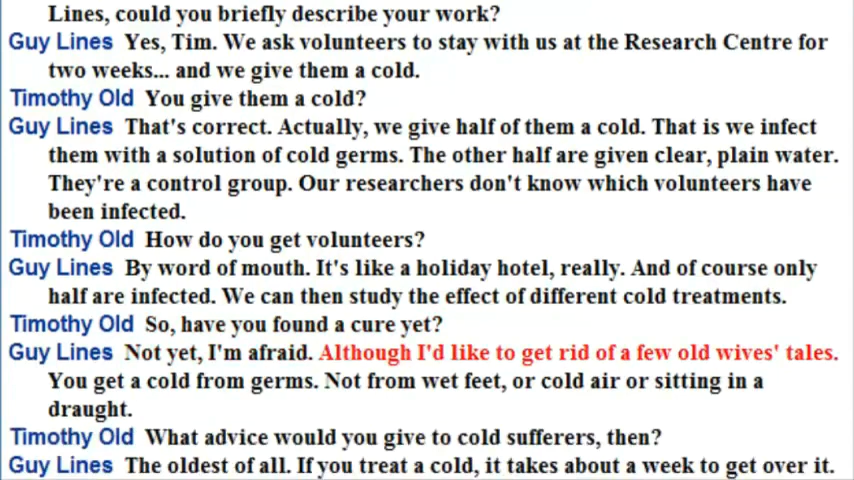 Lines, could you briefly describe your work?
Guy Lines Yes, Tim. We ask volunteers to stay with us at the Research Centre for
two weeks... and we give them a cold.
Timothy Old You give them a cold?
Guy Lines That's correct. Actually, we give half of them a cold. That is we infect
them with a solution of cold germs. The other half are given clear, plain water.
They're a control group. Our researchers don't know which volunteers have
been infected.
Timothy Old How do you get volunteers?
Guy Lines By word of mouth. It's like a holiday hotel, really. And of course only
half are infected. We can then study the effect of different cold treatments.
Timothy Old So, have you found a cure yet?
Guy Lines Not yet, I'm afraid. Although I'd like to get rid of a few old wives' tales.
You get a cold from germs. Not from wet feet, or cold air or sitting in a
draught.
Timothy Old What advice would you give to cold sufferers, then?
Guy Lines The oldest of all. If you treat a cold, it takes about a week to get over it.